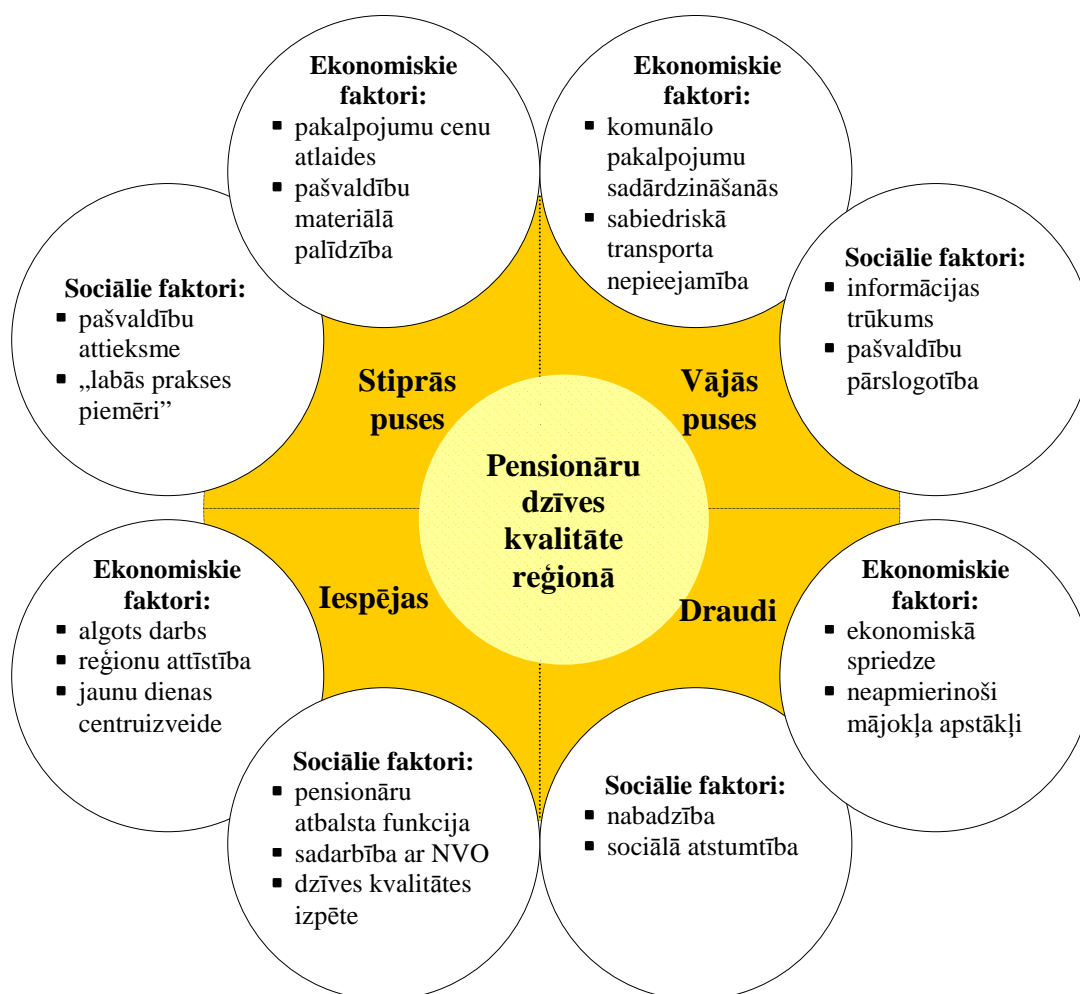 Ekonomiskie
faktori:
▪ pakalpojumu cenu
atlaides
▪ pašvaldību
materiālā
palīdzība
Ekonomiskie
faktori:
▪ komunālo
pakalpojumu
sadārdzināšanās
▪ sabiedriskā
transporta
nepieejamība
Sociālie faktori:
▪ pašvaldību
attieksme
▪ „labās prakses
piemēri”
Sociālie faktori:
▪ informācijas
trūkums
▪ pašvaldību
pārslogotība
Stiprās
puses
Vājās
puses
Pensionāru
dzīves
kvalitāte
reģionā
Iespējas
Draudi
Ekonomiskie
faktori:
▪ algots darbs
▪ reģionu attīstība
▪ jaunu dienas
centruizveide
Ekonomiskie
faktori:
▪ ekonomiskā
spriedze
▪ neapmierinoši
mājokļa apstākļi
Sociālie faktori:
▪ pensionāru
atbalsta funkcija
▪ sadarbība ar NVO
▪ dzīves kvalitātes
izpēte
Sociālie faktori:
▪ nabadzība
▪ sociālā atstumtība